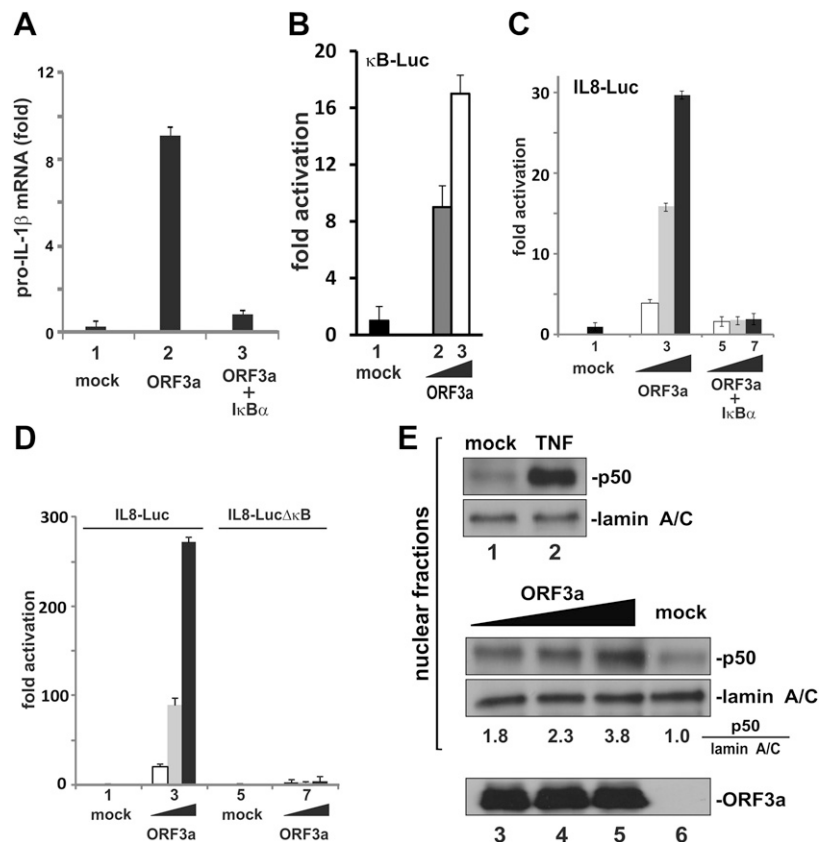 A
pro-IL-1β mRNA (fold)
12
8
4
0
1 2 3
mock ORF3a ORF3a
+
IκBα
B
κB-Luc
fold activation
16
12
8
4
0
1 2 3
mock
ORF3a
C
IL8-Luc
fold activation
30
20
10
0
1 3 5 7
mock ORF3a ORF3a
+
IκBα
D
IL8-Luc IL8-LucΔκB
fold activation
300
200
100
0
1 3 5 7
mock ORF3a mock ORF3a
E
nuclear fractions
mock TNF
-p50
-lamin A/C
1 2
ORF3a mock
-p50
-lamin A/C
1.8 2.3 3.8 1.0 p50
lamin A/C
-ORF3a
3 4 5 6